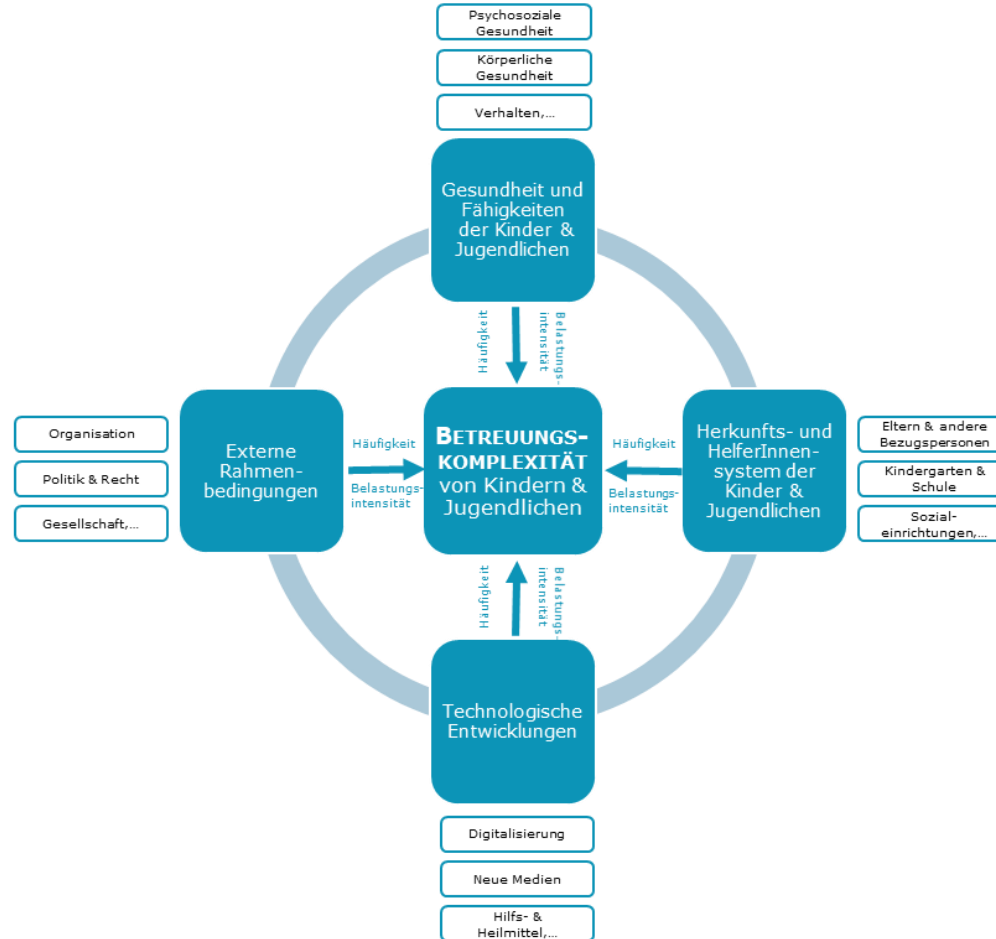 Psychosoziale
Gesundheit
Körperliche
Gesundheit
Verhalten,...
Gesundheit und
Fähigkeiten
der Kinder &
Jugendlichen
Häufigkeit
Belastungs-
intensität
Organisation
Politik & Recht
Gesellschaft,...
Externe
Rahmen-
bedingungen
Häufigkeit
Belastungs-
intensität
BETREUUNGS-
KOMPLEXITÄT
von Kindern &
Jugendlichen
Häufigkeit
Belastungs-
intensität
Herkunfts- und
HelferInnen-
system der
Kinder &
Jugendlichen
Eltern & andere
Bezugspersonen
Kindergarten &
Schule
Sozial-
einrichtungen,...
Häufigkeit
Belastungs-
intensität
Technologische
Entwicklungen
Digitalisierung
Neue Medien
Hilfs- &
Heilmittel,...